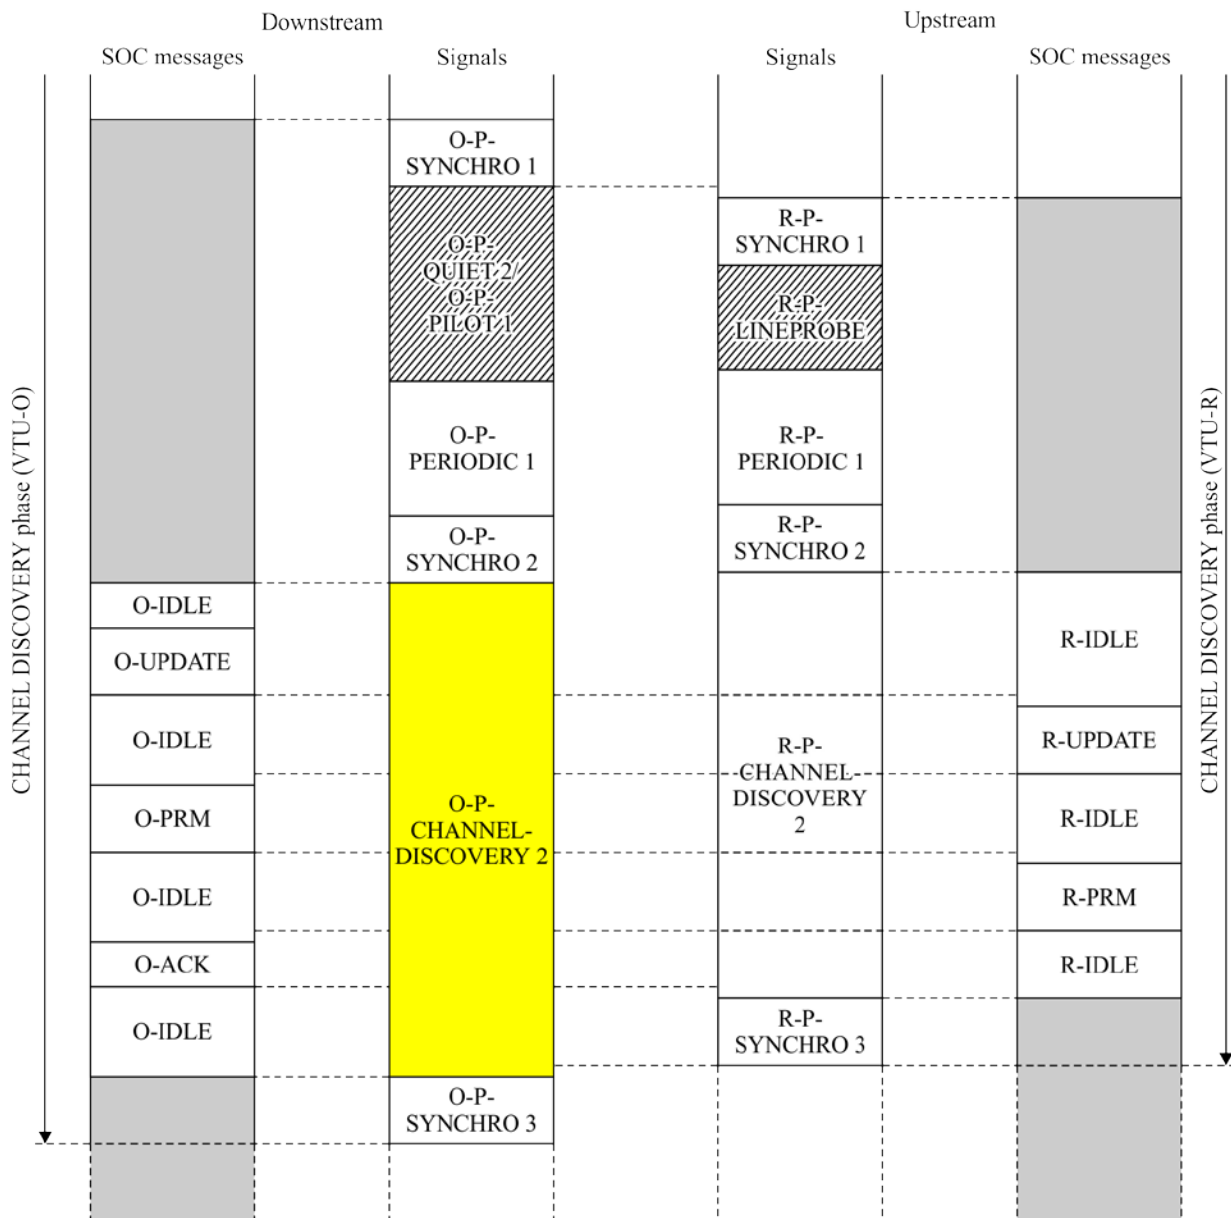 Downstream
Upstream
SOC messages
Signals
Signals
SOC messages
CHANNEL DISCOVERY phase (VTU-O)
O-IDLE
O-UPDATE
O-IDLE
O-PRM
O-IDLE
O-ACK
O-IDLE
O-P-
SYNCHRO 1
O-P-
QUIET 2/
O-P-
PILOT 1
O-P-
PERIODIC 1
O-P-
SYNCHRO 2
O-P-
CHANNEL-
DISCOVERY 2
O-P-
SYNCHRO 3
R-P-
SYNCHRO 1
R-P-
LINEPROBE
R-P-
PERIODIC 1
R-P-
SYNCHRO 2
R-P-
CHANNEL-
DISCOVERY
2
R-P-
SYNCHRO 3
R-IDLE
R-UPDATE
R-IDLE
R-PRM
R-IDLE
CHANNEL DISCOVERY phase (VTU-R)